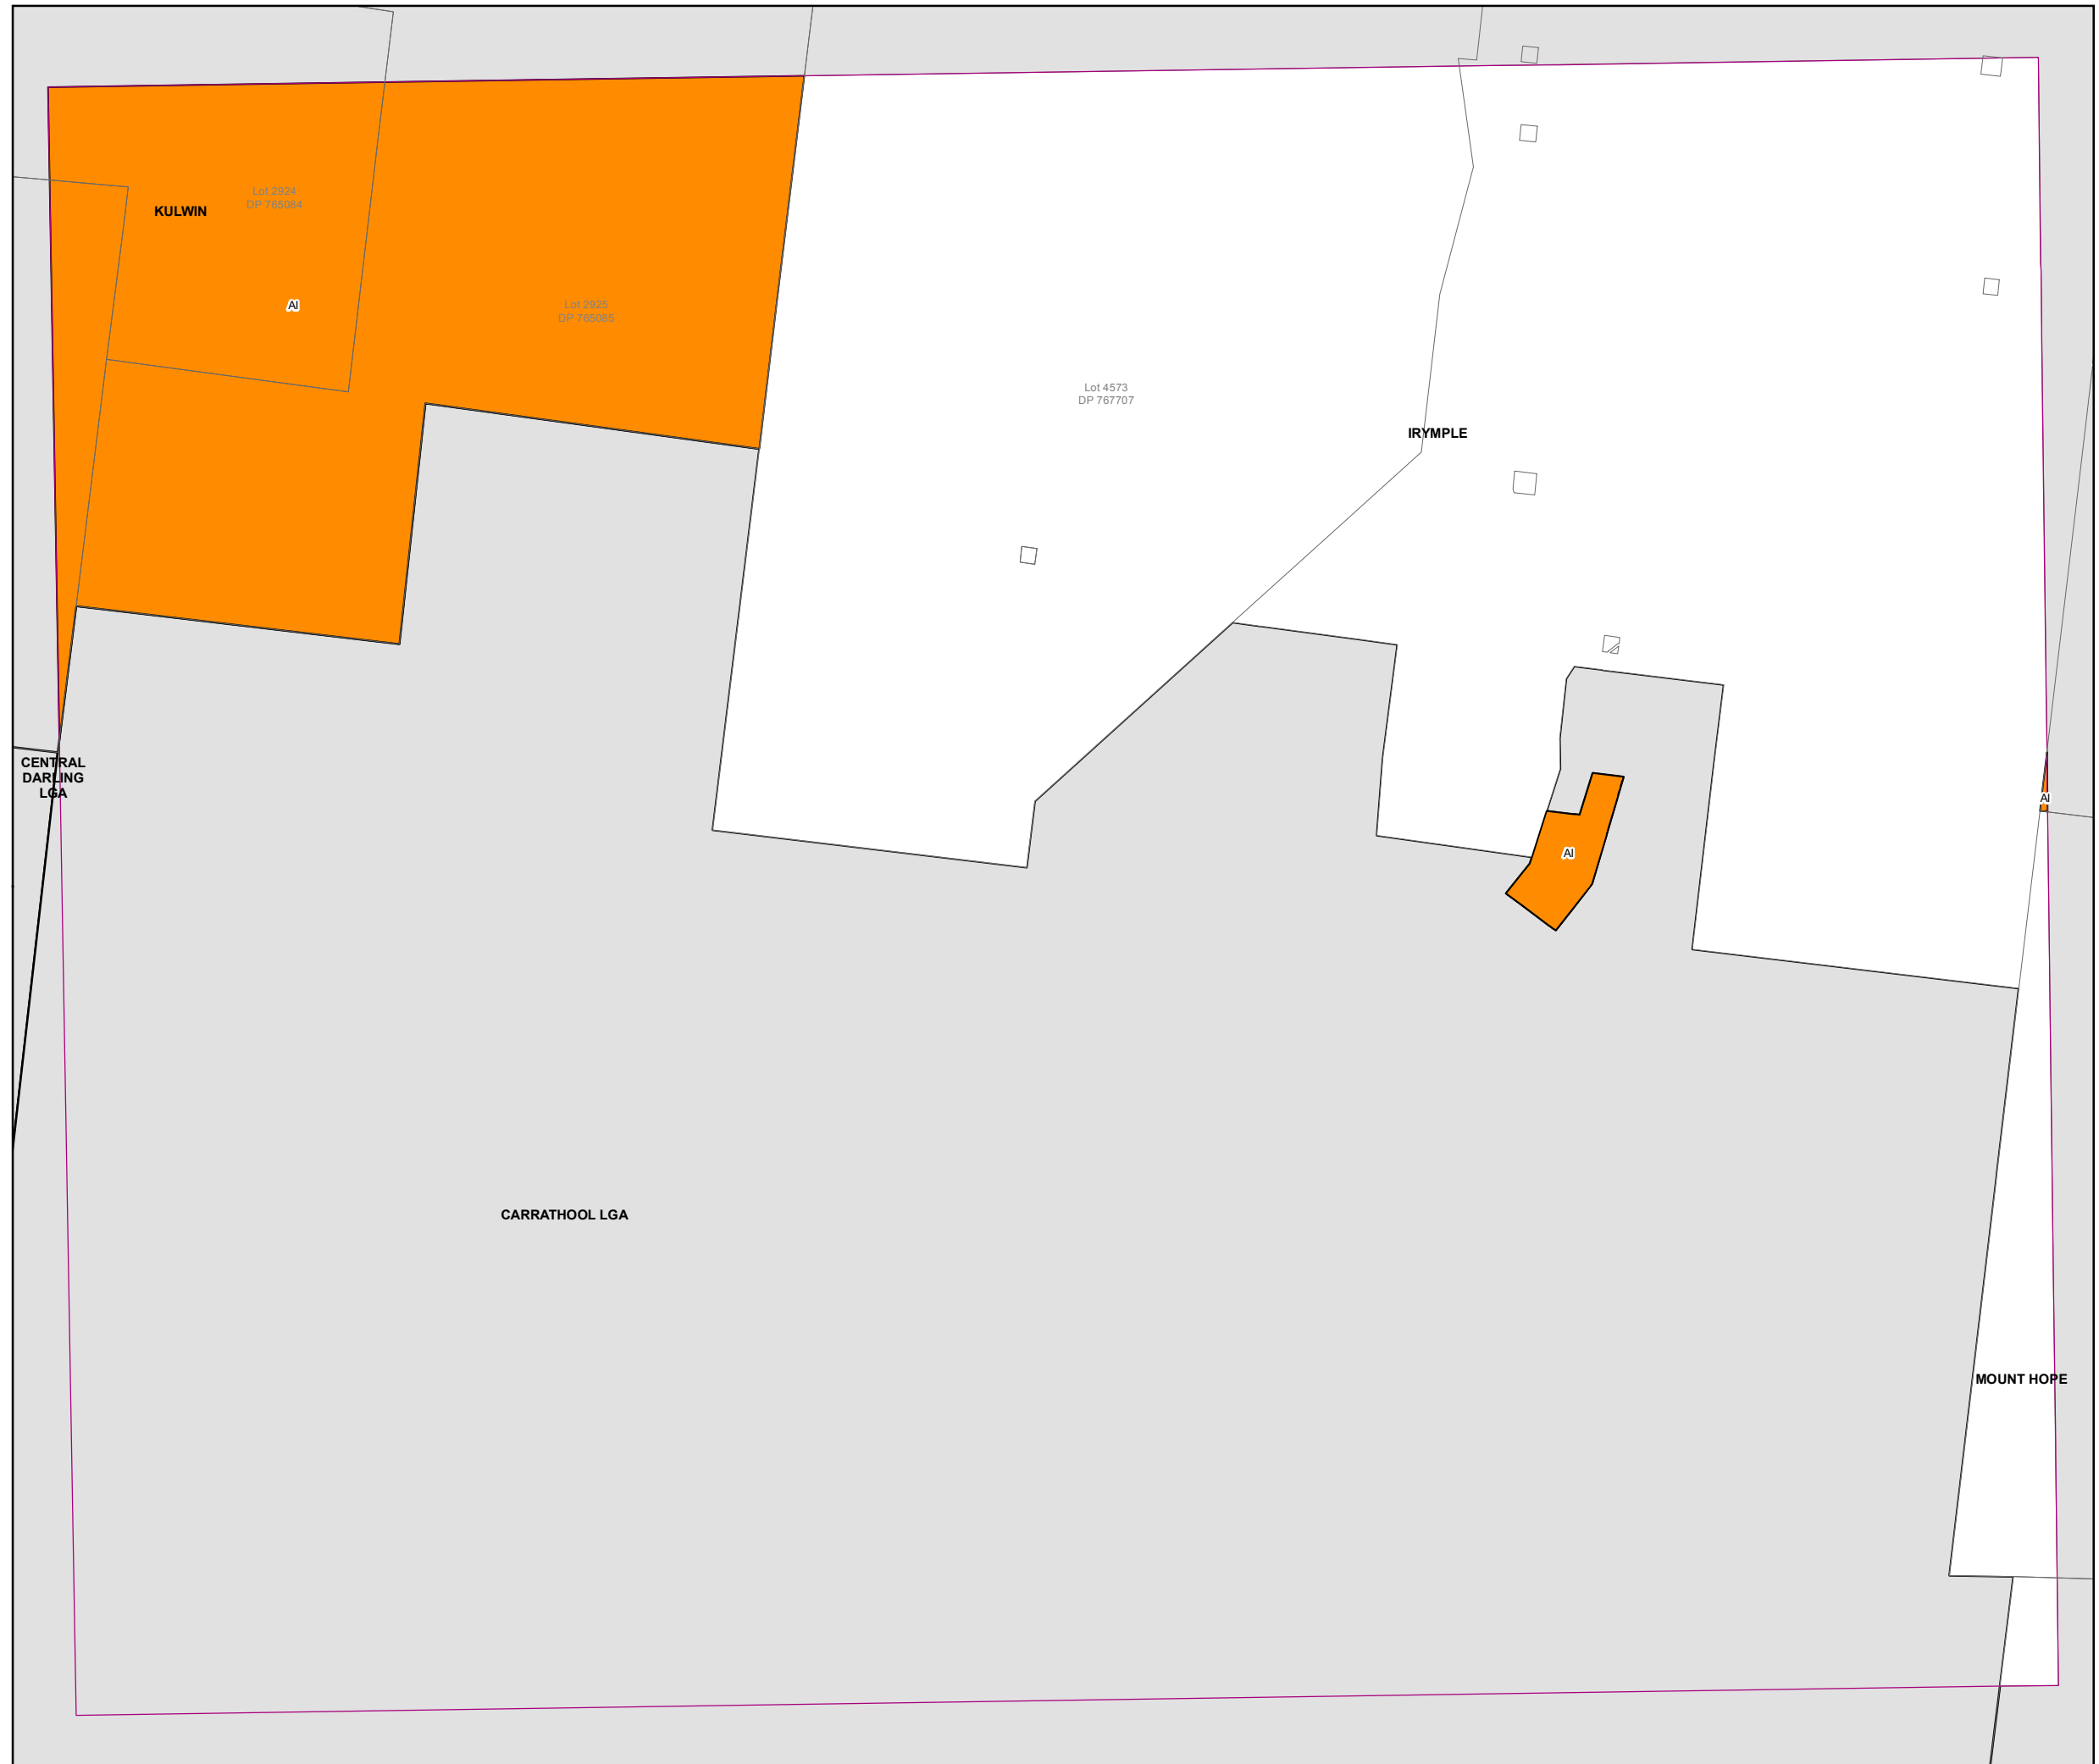 Lot 2924
DP 765084
KULWIN
AI
Lot 2925
DP 765085
Lot 4573
DP 767707
IRYMPLE
CENTRAL
DARLING
LGA
AI
AI
CARRATHOOL LGA
MOUNT HOPE